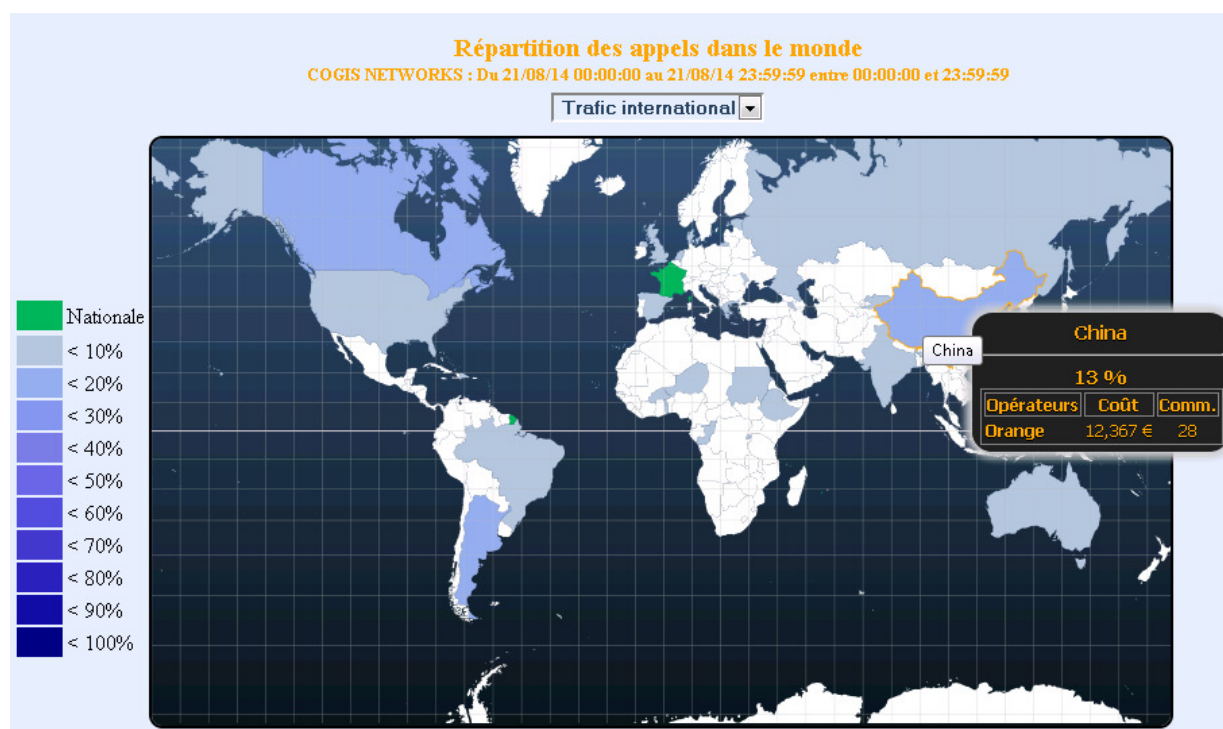 Répartition des appels dans le monde
COGIS NETWORKS : Du 21/08/14 00:00:00 au 21/08/14 23:59:59 entre 00:00:00 et 23:59:59
Trafic international
Nationale
< 10%
< 20%
< 30%
< 40%
< 50%
< 60%
< 70%
< 80%
< 90%
< 100%
China
China
13 %
Opérateurs Coût Comm.
Orange 12,367 € 28